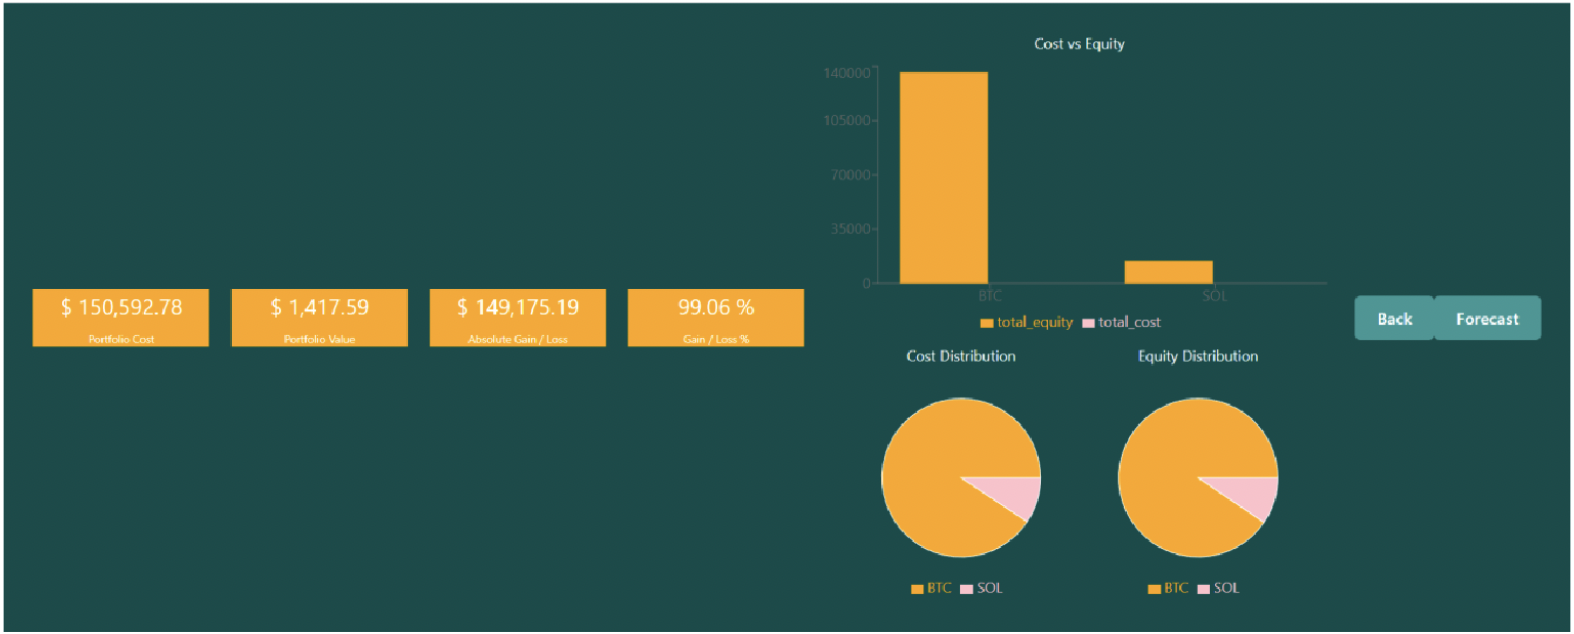 $ 150,592.78
Portfolio Cost
$ 1,417.59
Portfolio Value
$ 149,175.19
Absolute Gain / Loss
99.06 %
Gain / Loss %
Cost vs Equity
140000
105000
70000
35000
0
BTC
SOL
total_equity total_cost
Cost Distribution
BTC SOL
Equity Distribution
BTC SOL
Back
Forecast